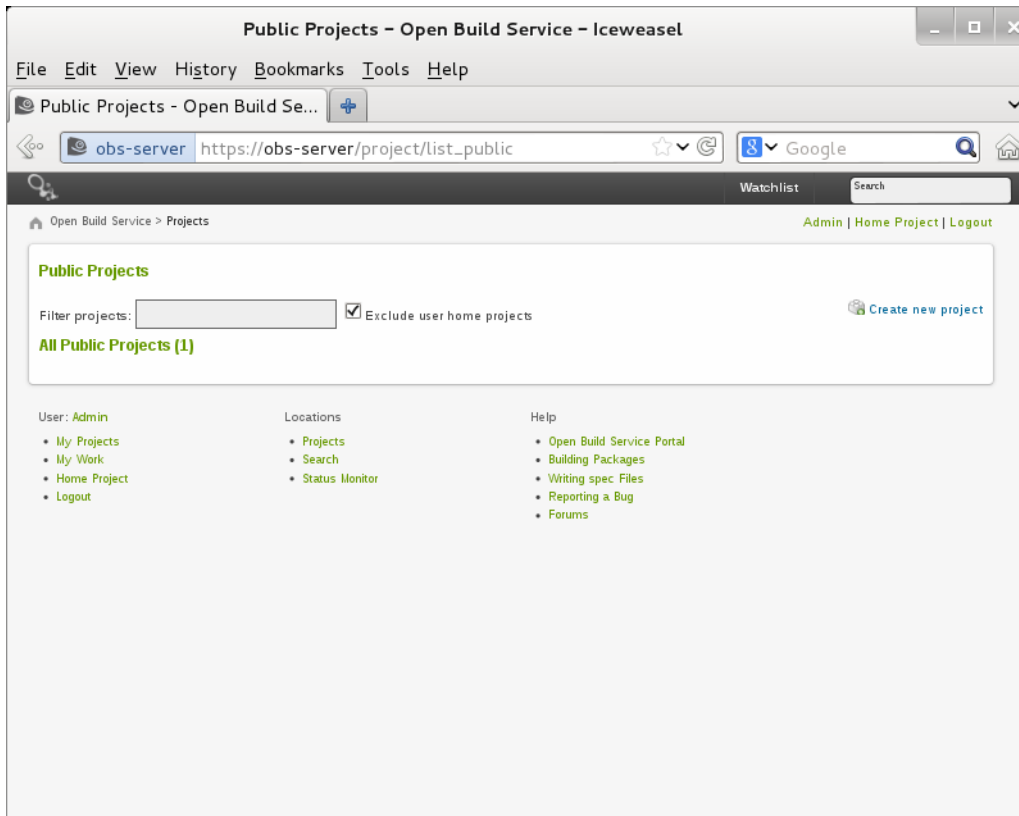 Public Projects – Open Build Service – Iceweasel
File Edit View History Bookmarks Tools Help
Public Projects - Open Build Se...
obs-server https://obs-server/project/list_public
8 Google
Watchlist
Search
Open Build Service > Projects
Admin | Home Project | Logout
Public Projects
Filter projects:
Exclude user home projects
Create new project
All Public Projects (1)
User: Admin
• My Projects
• My Work
• Home Project
• Logout
Locations
• Projects
• Search
• Status Monitor
Help
• Open Build Service Portal
• Building Packages
• Writing spec Files
• Reporting a Bug
• Forums